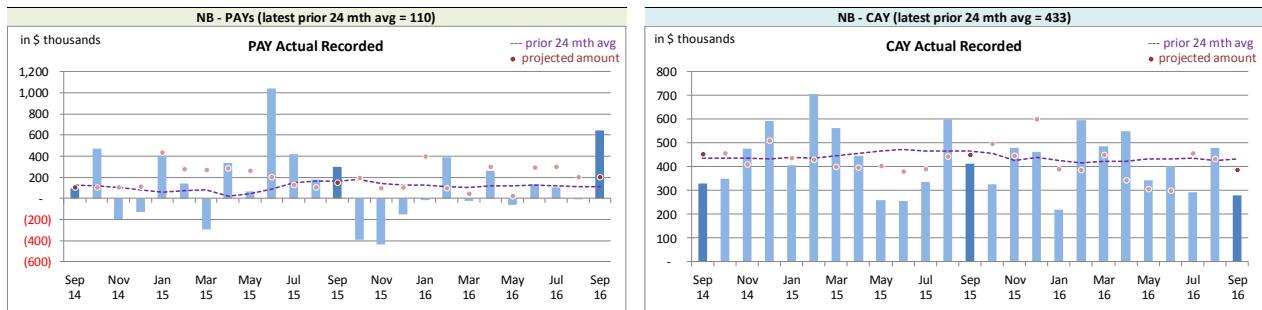 NB - PAYs (latest prior 24 mth avg = 110)
in $ thousands
PAY Actual Recorded
--- prior 24 mth avg
• projected amount
1,200
1,000
800
600
400
200
-
(200)
(400)
(600)
Sep Nov Jan Mar May Jul Sep Nov Jan Mar May Jul Sep
14 14 15 15 15 15 15 15 16 16 16 16 16
NB - CAY (latest prior 24 mth avg = 433)
in $ thousands
CAY Actual Recorded
--- prior 24 mth avg
• projected amount
800
700
600
500
400
300
200
100
-
Sep Nov Jan Mar May Jul Sep Nov Jan Mar May Jul Sep
14 14 15 15 15 15 15 15 16 16 16 16 16